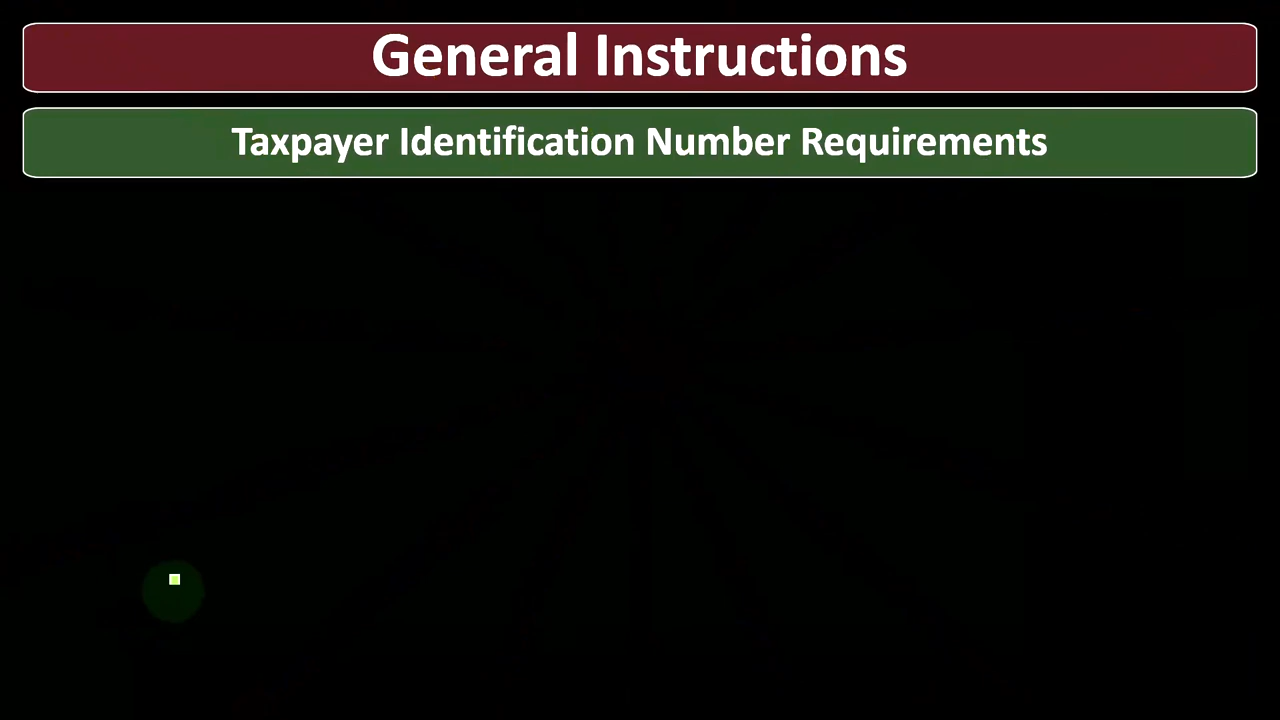 General Instructions
Taxpayer Identification Number Requirements